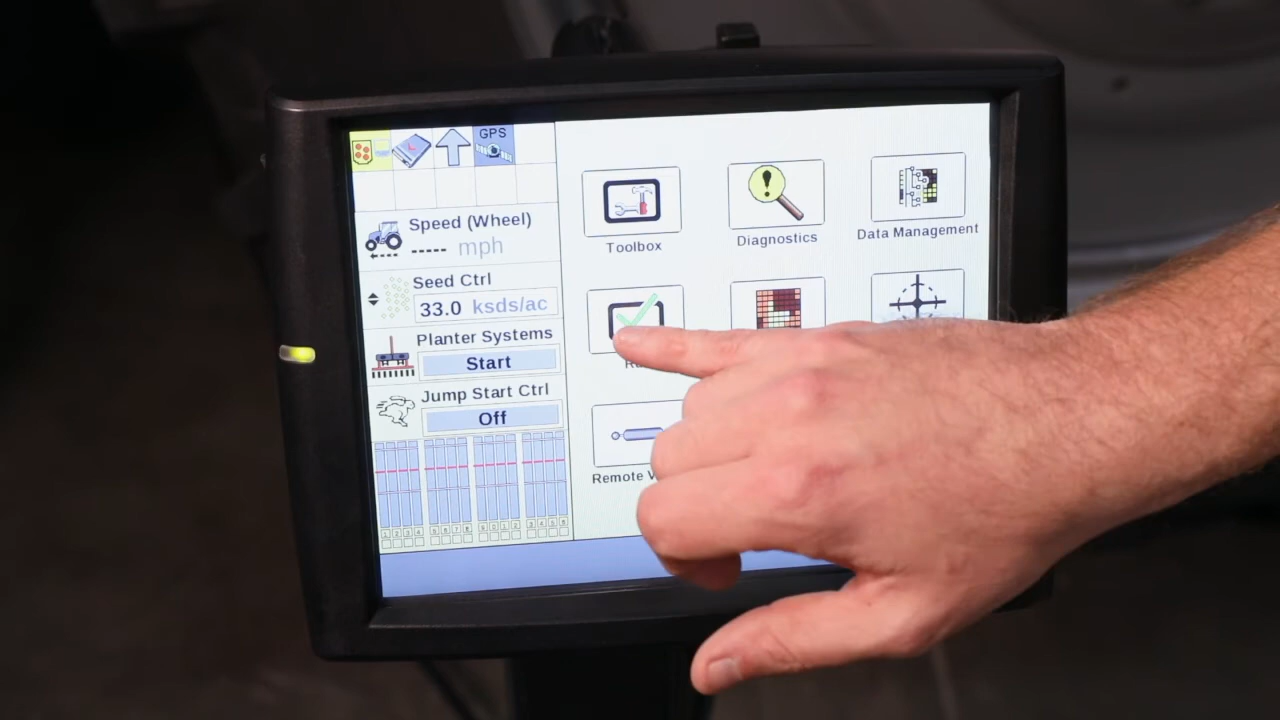 GPS
Speed (Wheel)
----- mph
Seed Ctrl
33.0 ksds/ac
Planter Systems
Start
Jump Start Ctrl
Off
Toolbox
Diagnostics
Data Management
Remote